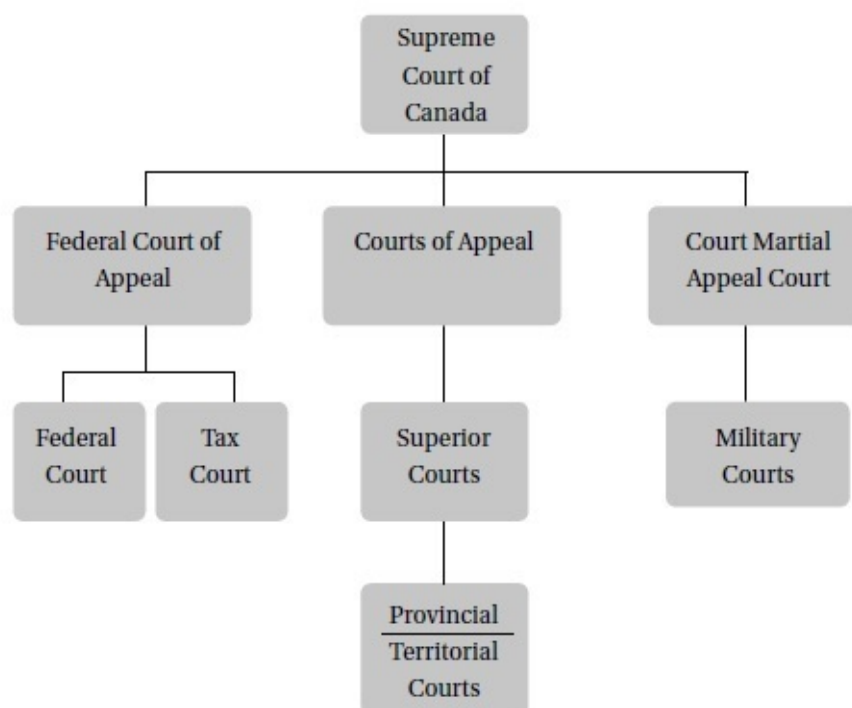 Supreme
Court of
Canada
Federal Court of
Appeal
Courts of Appeal
Court Martial
Appeal Court
Federal
Court
Tax
Court
Superior
Courts
Military
Courts
Provincial
Territorial
Courts